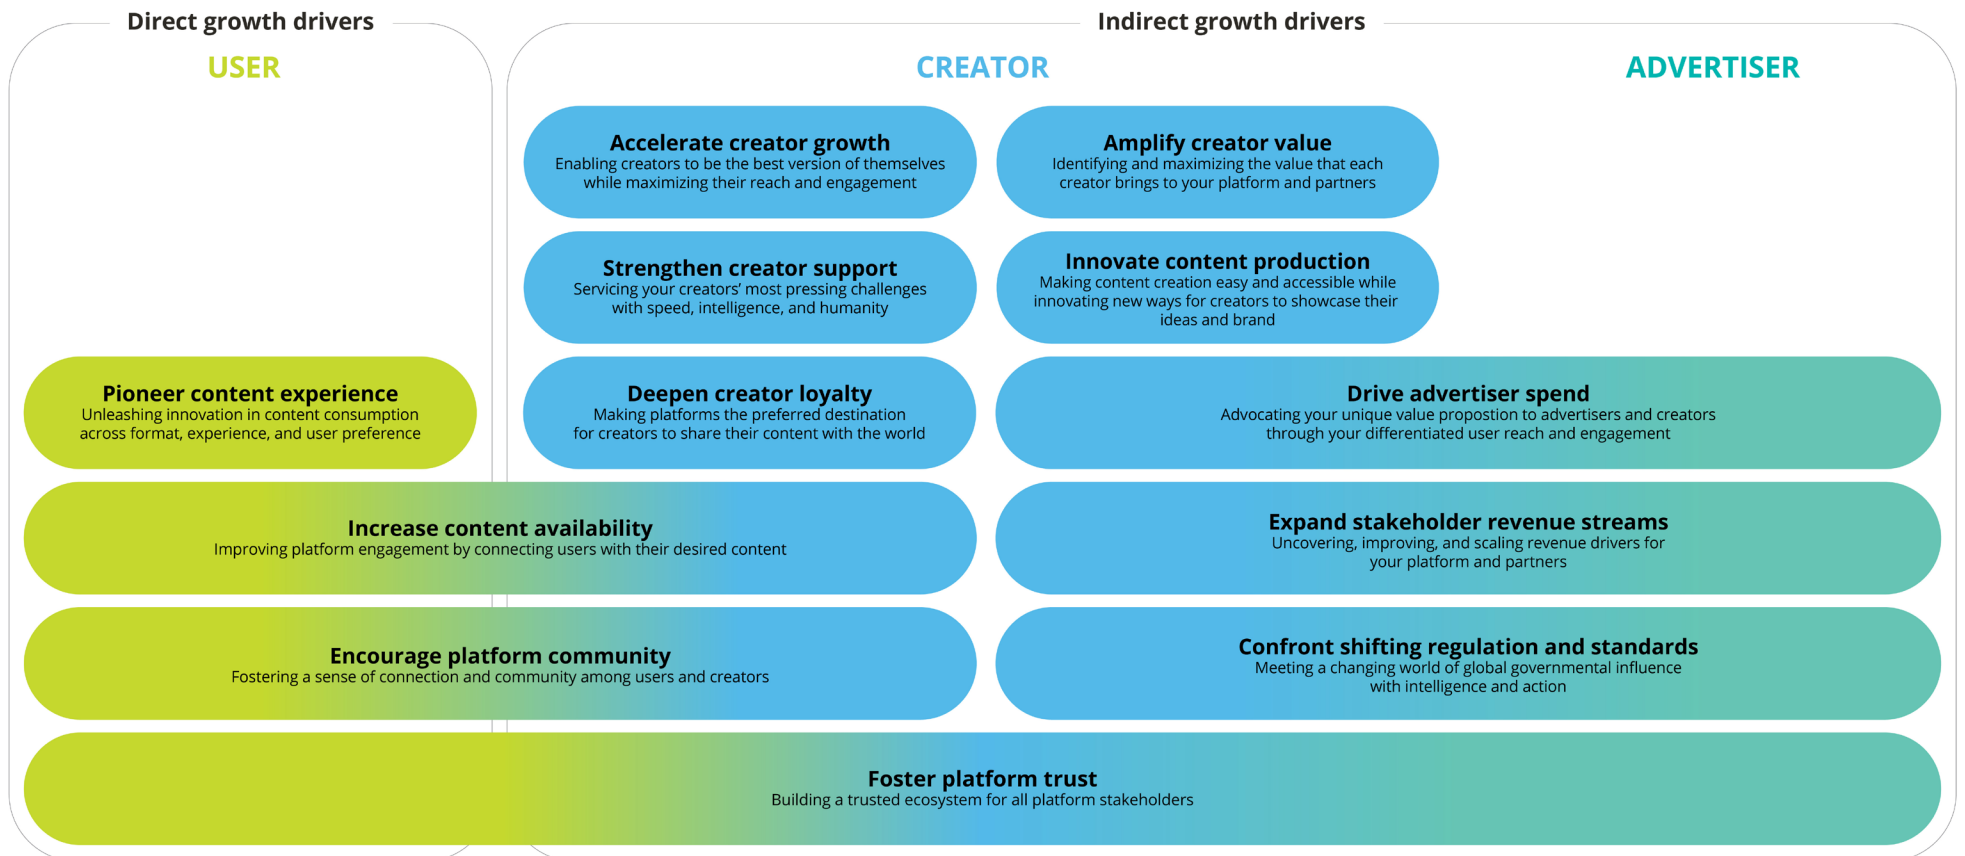 Direct growth drivers
Indirect growth drivers
USER
CREATOR
ADVERTISER
Accelerate creator growth
Enabling creators to be the best version of themselves
while maximizing their reach and engagement
Amplify creator value
Identifying and maximizing the value that each
creator brings to your platform and partners
Strengthen creator support
Servicing your creators’ most pressing challenges
with speed, intelligence, and humanity
Innovate content production
Making content creation easy and accessible while
innovating new ways for creators to showcase their
ideas and brand
Pioneer content experience
Unleashing innovation in content consumption
across format, experience, and user preference
Deepen creator loyalty
Making platforms the preferred destination
for creators to share their content with the world
Drive advertiser spend
Advocating your unique value propostion to advertisers and creators
through your differentiated user reach and engagement
Increase content availability
Improving platform engagement by connecting users with their desired content
Expand stakeholder revenue streams
Uncovering, improving, and scaling revenue drivers for
your platform and partners
Encourage platform community
Fostering a sense of connection and community among users and creators
Confront shifting regulation and standards
Meeting a changing world of global governmental influence
with intelligence and action
Foster platform trust
Building a trusted ecosystem for all platform stakeholders